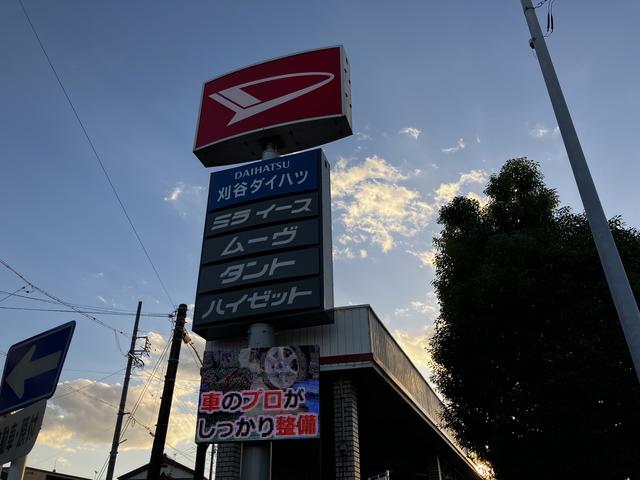 DAIHATSU
刈谷ダイハツ
ミライース
ムーヴ
タント
ハイゼット
車のプロが
しっかり整備